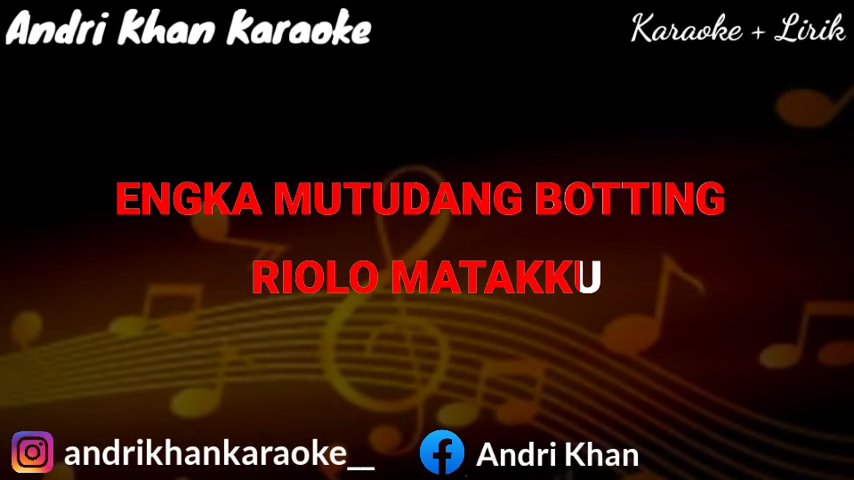 Andri Khan Karaoke
Karaoke + Lirik
ENGKA MUTUDANG BOTTING
RIOLO MATAKKU
andrikhankaraoke__
Andri Khan